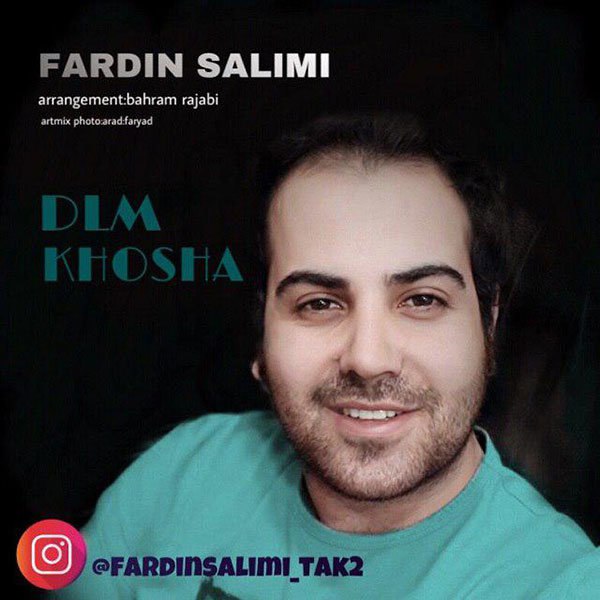 FARDIN SALIMI
arrangement:bahram rajabi
artmix photo:arad:faryad
DLM
KHOSHA
@FARDINSALIMI_TAK2